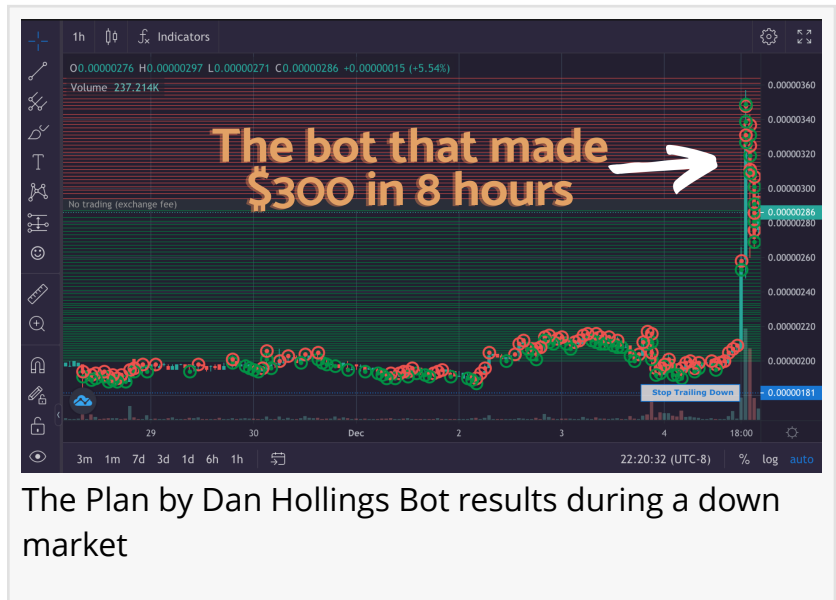 1h Indicators
O0.00000276 H0.00000297 L0.00000271 C0.00000286 +0.00000015 (+5.54%)
Volume 237.214K
0.00000360
The bot that made
$300 in 8 hours
0.00000340
0.00000320
0.00000300
No trading (exchange fee)
0.00000286
0.00000280
0.00000260
0.00000240
0.00000220
0.00000200
Stop Trailing Down
0.00000181
29 30 Dec 2 3 4 18:00
3m 1m 7d 3d 1d 6h 1h 22:20:32 (UTC-8) % log auto
The Plan by Dan Hollings Bot results during a down
market